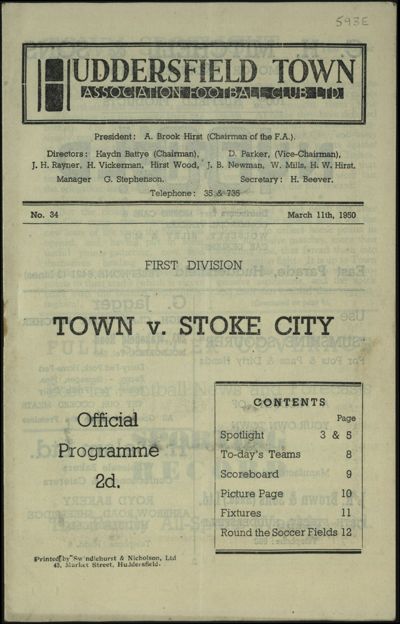 593E
HUDDERSFIELD TOWN
ASSOCIATION FOOTBALL CLUB LTD
President: A. Brook Hirst (Chairman of the F.A.).
Directors: Haydn Battye (Chairman), D. Parker, (Vice-Chairman),
J. H. Rayner, H. Vickerman, Hirst Wood, J. B. Newman, W. Mills, H. W. Hirst.
Manager G. Stephenson. Secretary: H. Beever.
Telephone: 35 & 736
No. 34 March 11th, 1950
FIRST DIVISION
TOWN v. STOKE CITY
Official
Programme
2d.
CONTENTS
Page
Spotlight 3 & 5
To-day's Teams 8
Scoreboard 9
Picture Page 10
Fixtures 11
Round the Soccer Fields 12
Printed by Swindlehurst & Nicholson, Ltd
43, Market Street, Huddersfield.